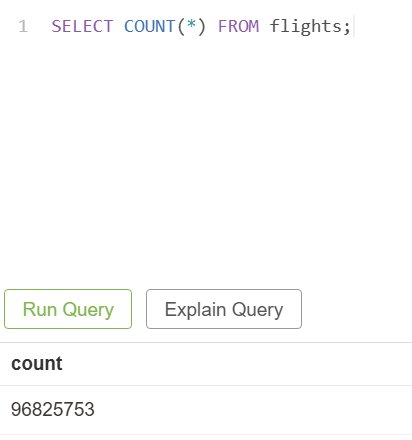 1 SELECT COUNT(*) FROM flights;
Run Query Explain Query
count
96825753